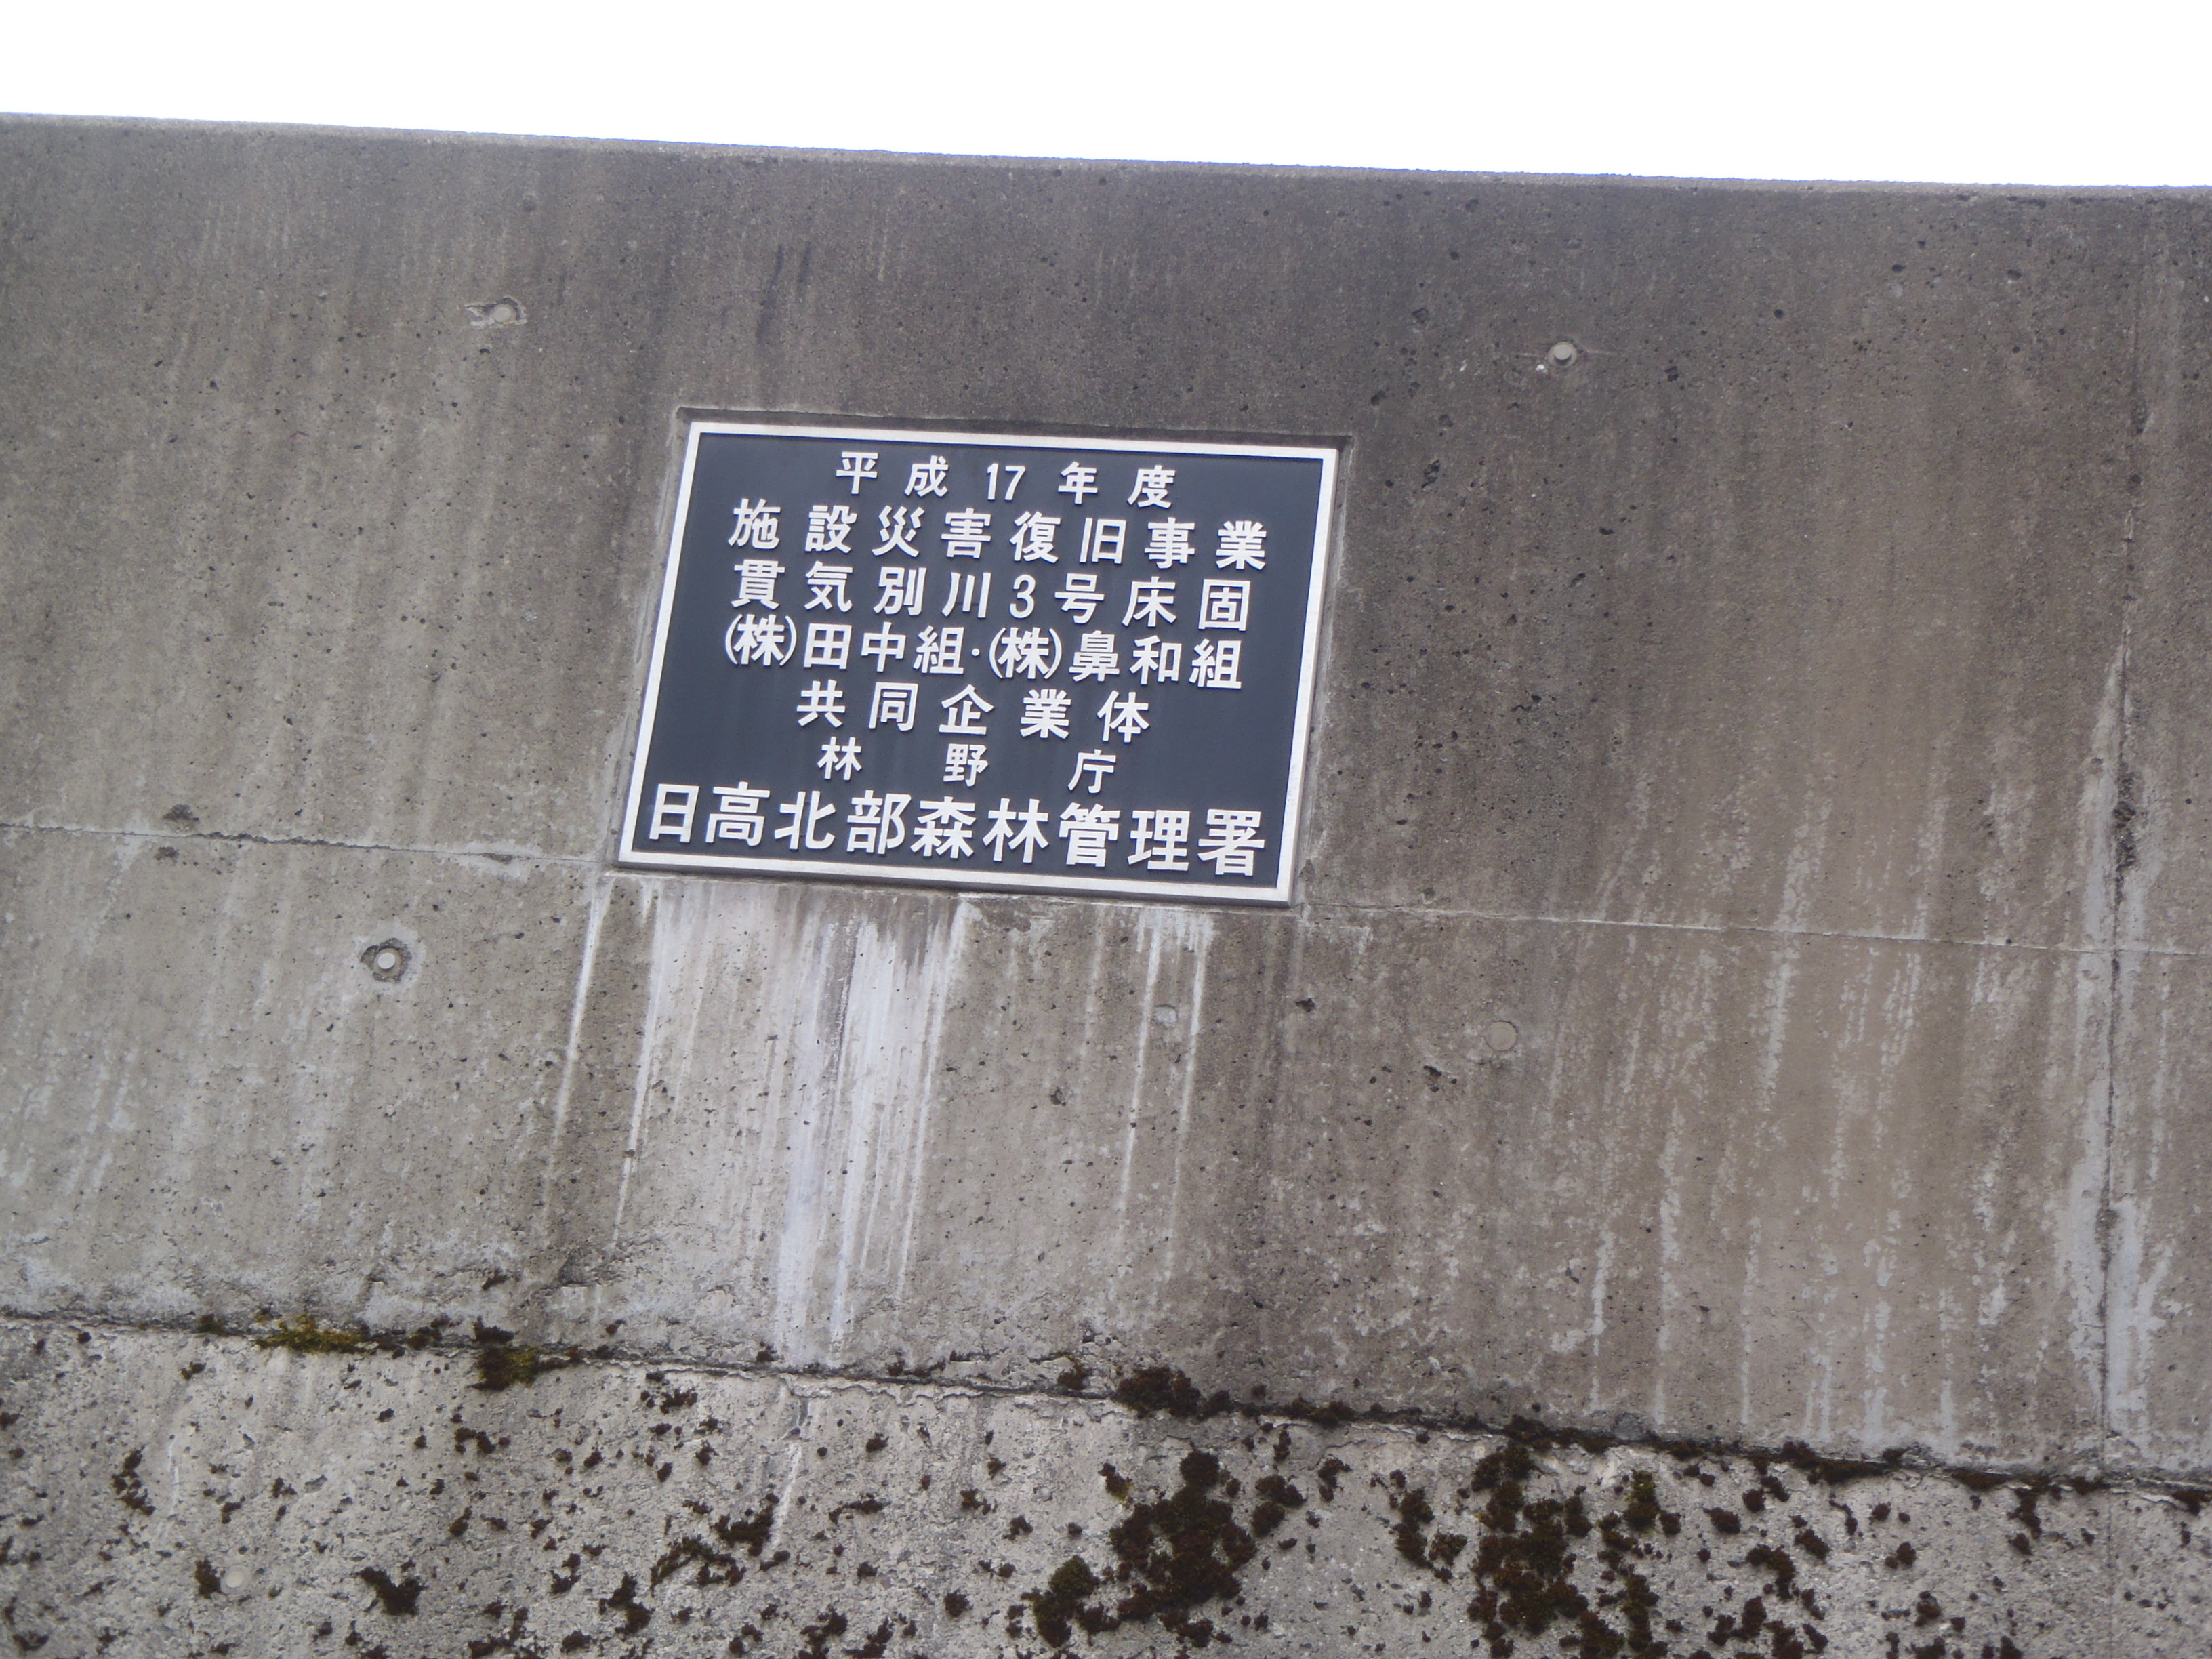 平成17年度
施設災害復旧事業
貫気別川3号床固
(株)田中組・(株)鼻和組
共同企業体
林野庁
日高北部森林管理署